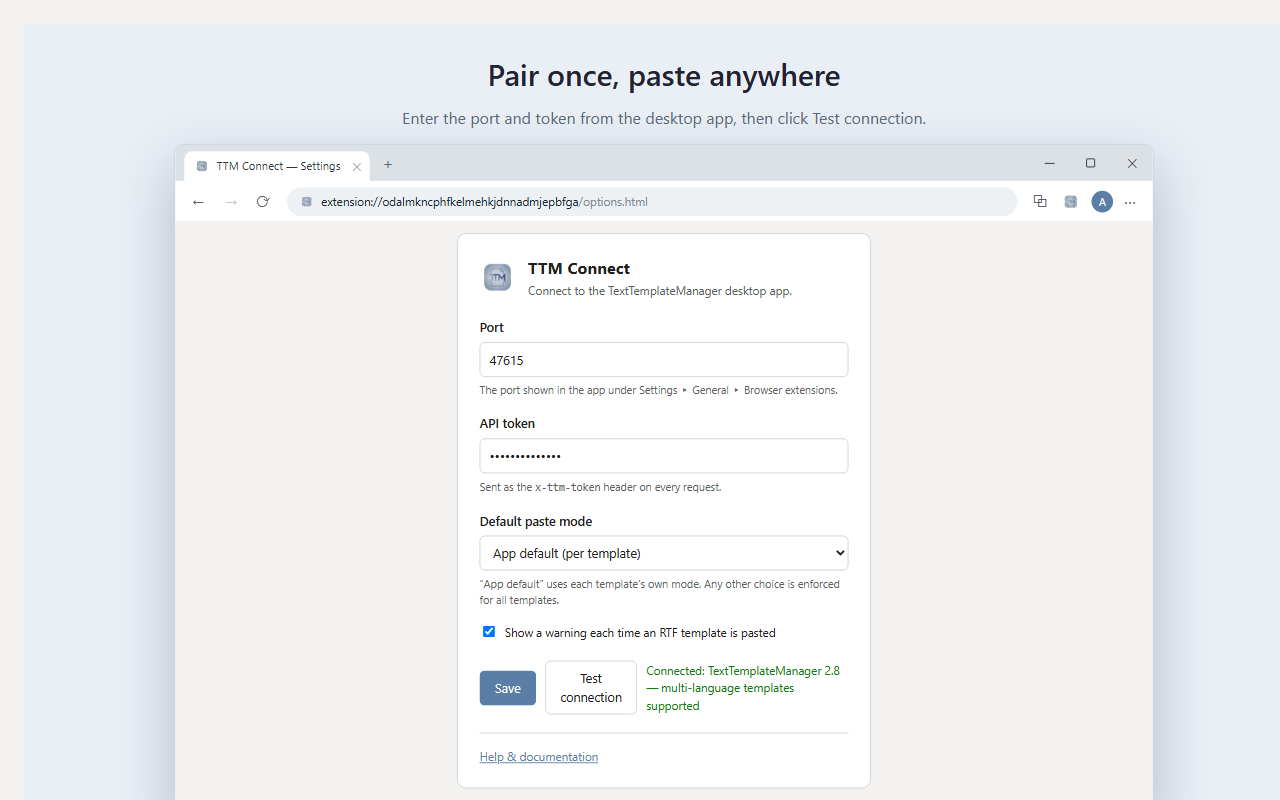 Pair once, paste anywhere
Enter the port and token from the desktop app, then click Test connection.
TTM Connect — Settings
A
extension://odalmkncphfkelmehkjdnnadmjepbfga/options.html
TTM
TTM Connect
Connect to the TextTemplateManager desktop app.
Port
47615
The port shown in the app under Settings ‣ General ‣ Browser extensions.
API token
••••••••••••••
Sent as the x-ttm-token header on every request.
Default paste mode
App default (per template)
“App default” uses each template’s own mode. Any other choice is enforced
for all templates.
Show a warning each time an RTF template is pasted
Save
Test
connection
Connected: TextTemplateManager 2.8
— multi-language templates
supported
Help & documentation